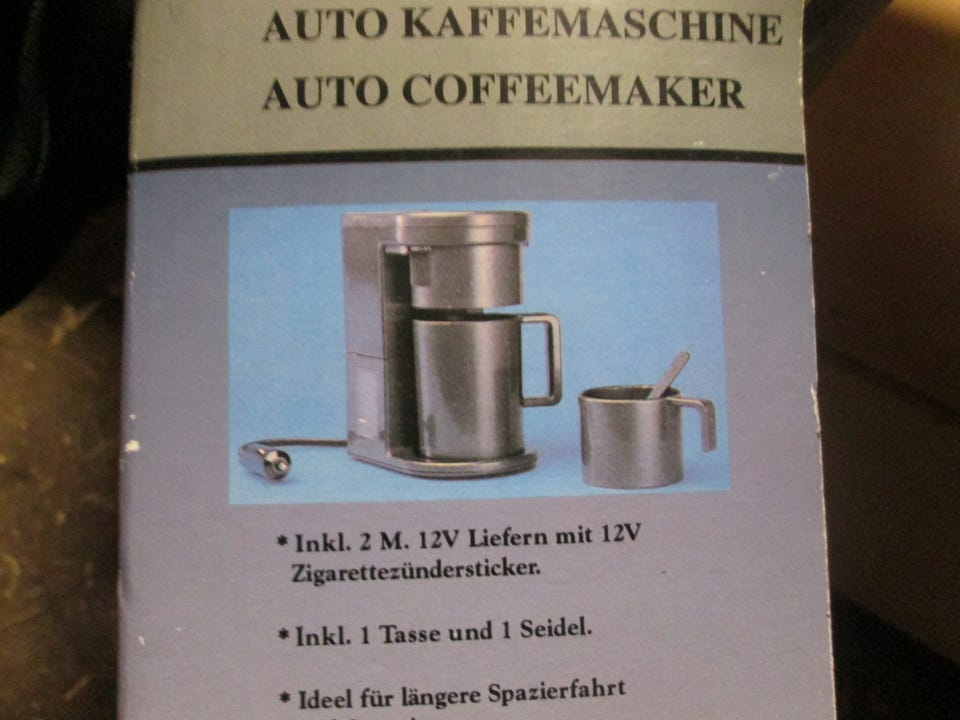 AUTO KAFFEMASCHINE
AUTO COFFEEMAKER
* Inkl. 2 M. 12V Liefern mit 12V
Zigarettezündersticker.
* Inkl. 1 Tasse und 1 Seidel.
* Ideel für längere Spazierfahrt